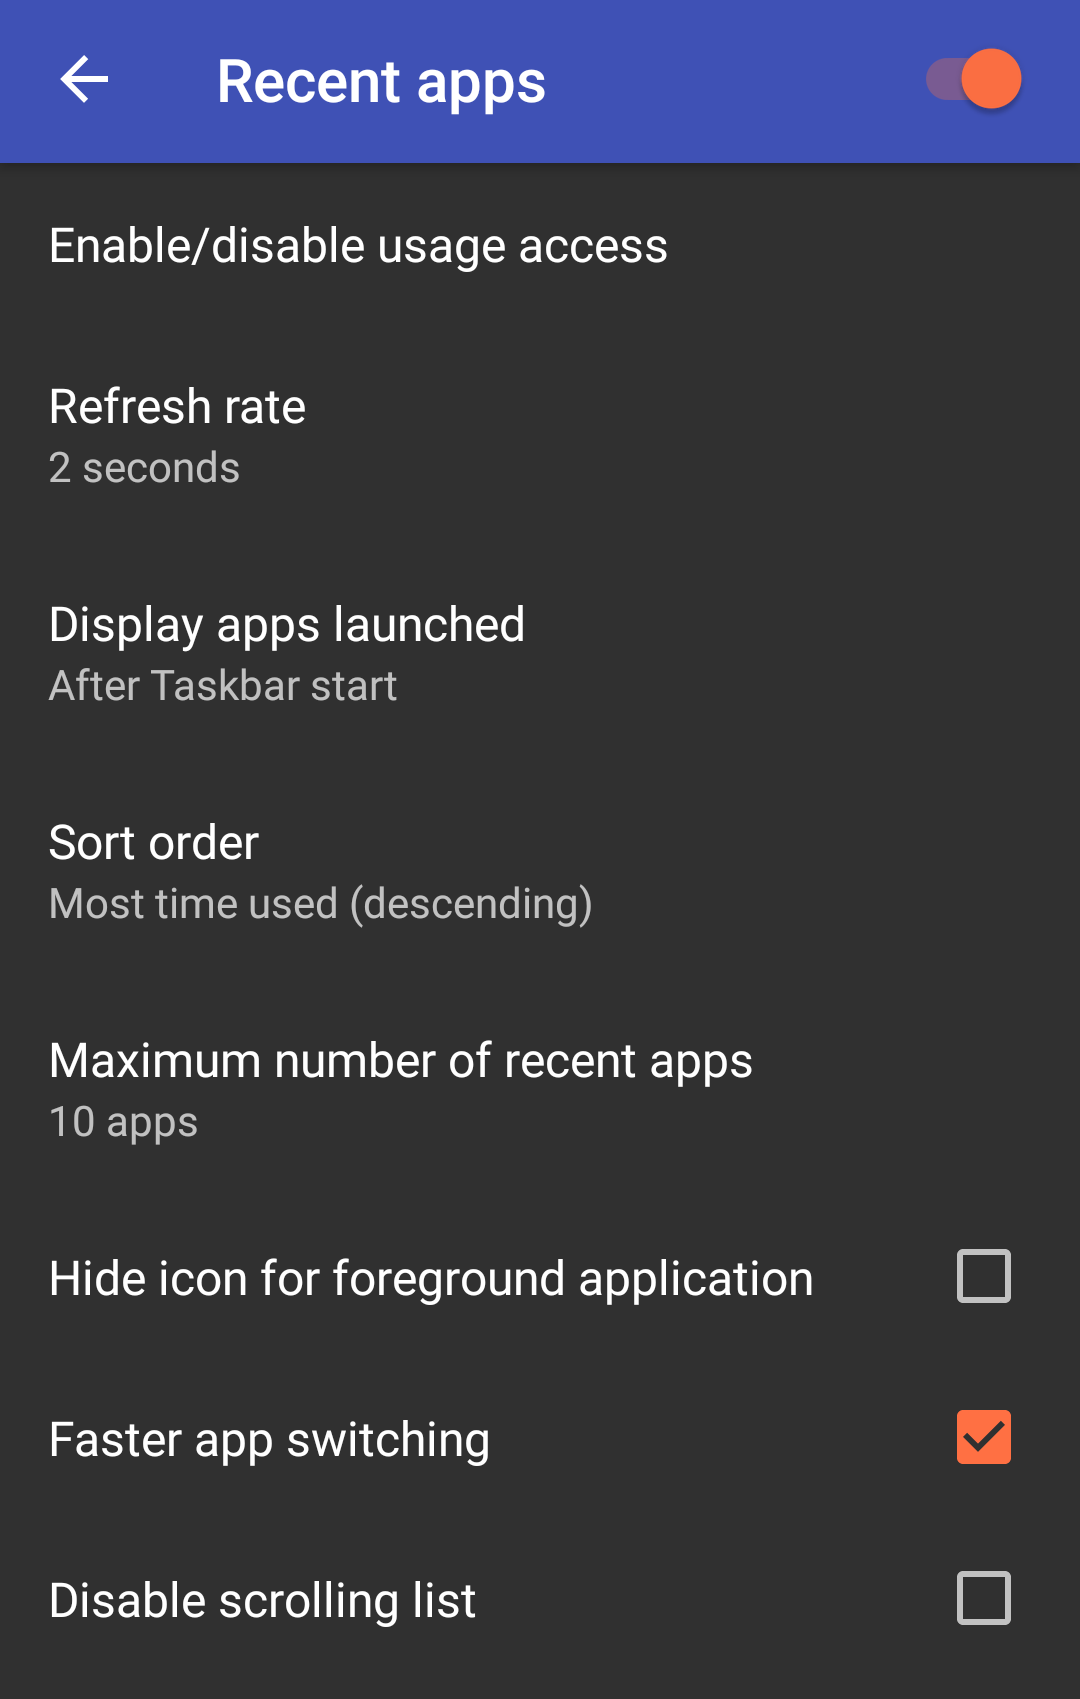 Recent apps
Enable/disable usage access
Refresh rate
2 seconds
Display apps launched
After Taskbar start
Sort order
Most time used (descending)
Maximum number of recent apps
10 apps
Hide icon for foreground application
Faster app switching
Disable scrolling list